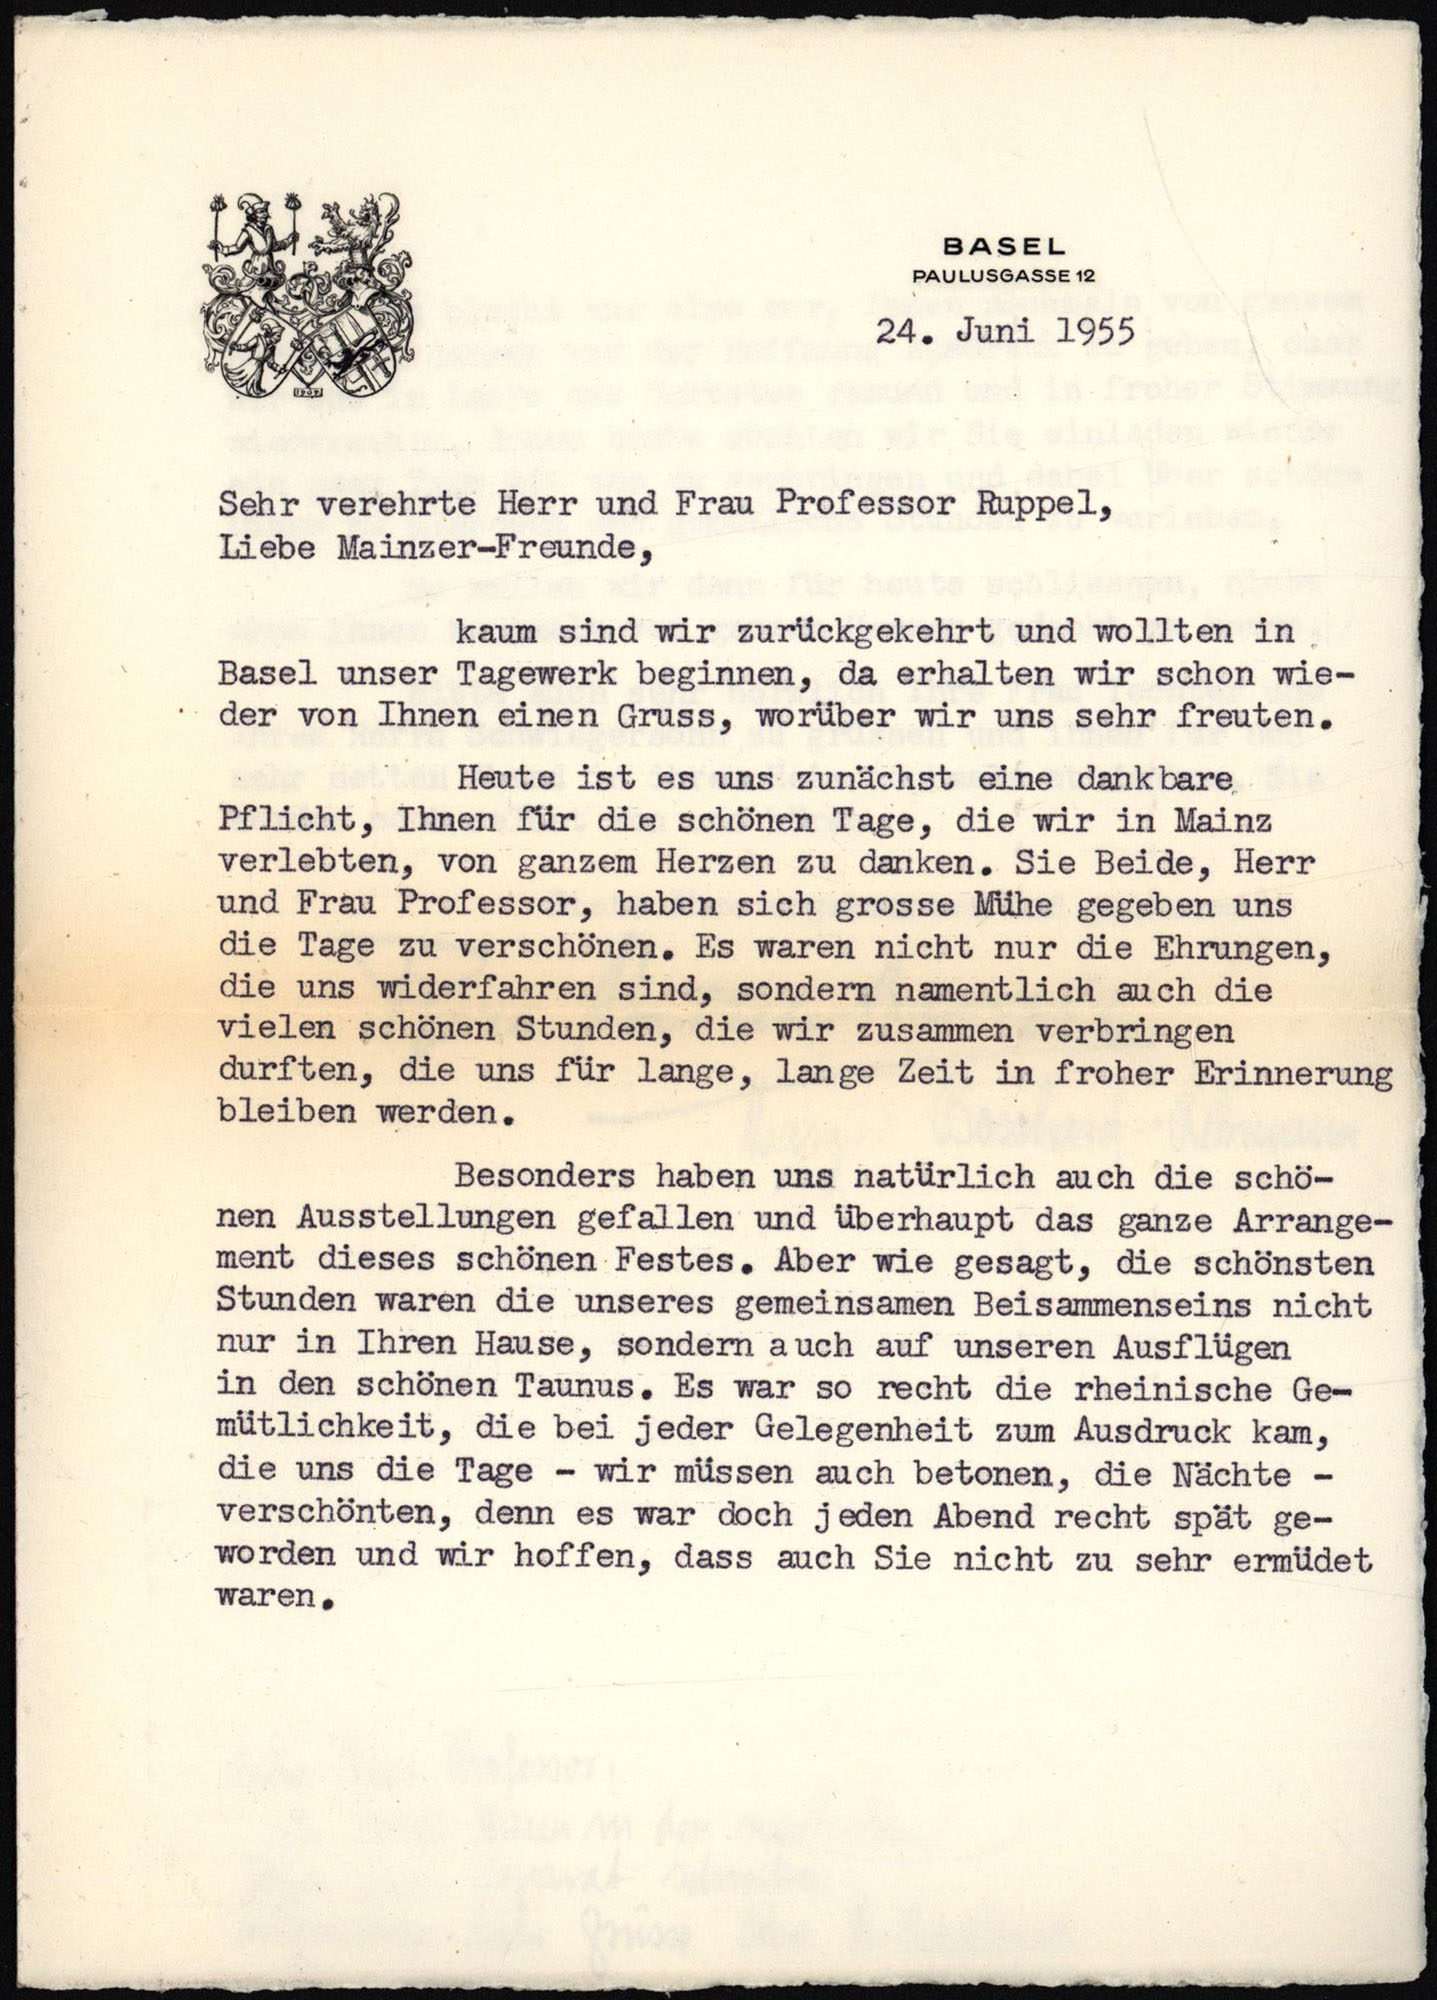 BASEL
PAULUSGASSE 12
24. Juni 1955
Sehr verehrte Herr und Frau Professor Ruppel,
Liebe Mainzer-Freunde,
kaum sind wir zurückgekehrt und wollten in
Basel unser Tagewerk beginnen, da erhalten wir schon wie-
der von Ihnen einen Gruss, worüber wir uns sehr freuten.
Heute ist es uns zunächst eine dankbare
Pflicht, Ihnen für die schönen Tage, die wir in Mainz
verlebten, von ganzem Herzen zu danken. Sie Beide, Herr
und Frau Professor, haben sich grosse Mühe gegeben uns
die Tage zu verschönen. Es waren nicht nur die Ehrungen,
die uns widerfahren sind, sondern namentlich auch die
vielen schönen Stunden, die wir zusammen verbringen
durften, die uns für lange, lange Zeit in froher Erinnerung
bleiben werden.
Besonders haben uns natürlich auch die schö-
nen Ausstellungen gefallen und überhaupt das ganze Arrange-
ment dieses schönen Festes. Aber wie gesagt, die schönsten
Stunden waren die unseres gemeinsamen Beisammenseins nicht
nur in Ihren Hause, sondern auch auf unseren Ausflügen
in den schönen Taunus. Es war so recht die rheinische Ge-
mütlichkeit, die bei jeder Gelegenheit zum Ausdruck kam,
die uns die Tage - wir müssen auch betonen, die Nächte -
verschönten, denn es war doch jeden Abend recht spät ge-
worden und wir hoffen, dass auch Sie nicht zu sehr ermüdet
waren.